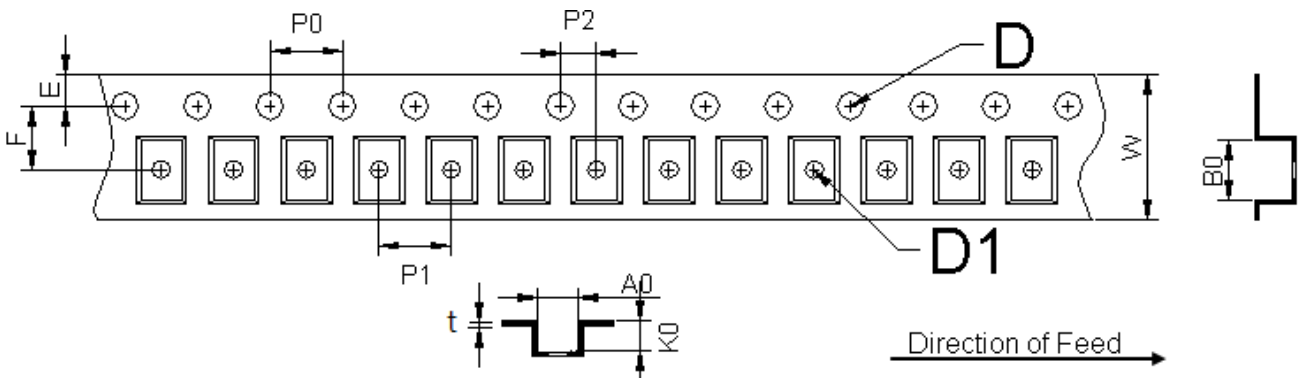 P0
P2
D
E
F
W
B0
P1
D1
A0
t
K0
Direction of Feed